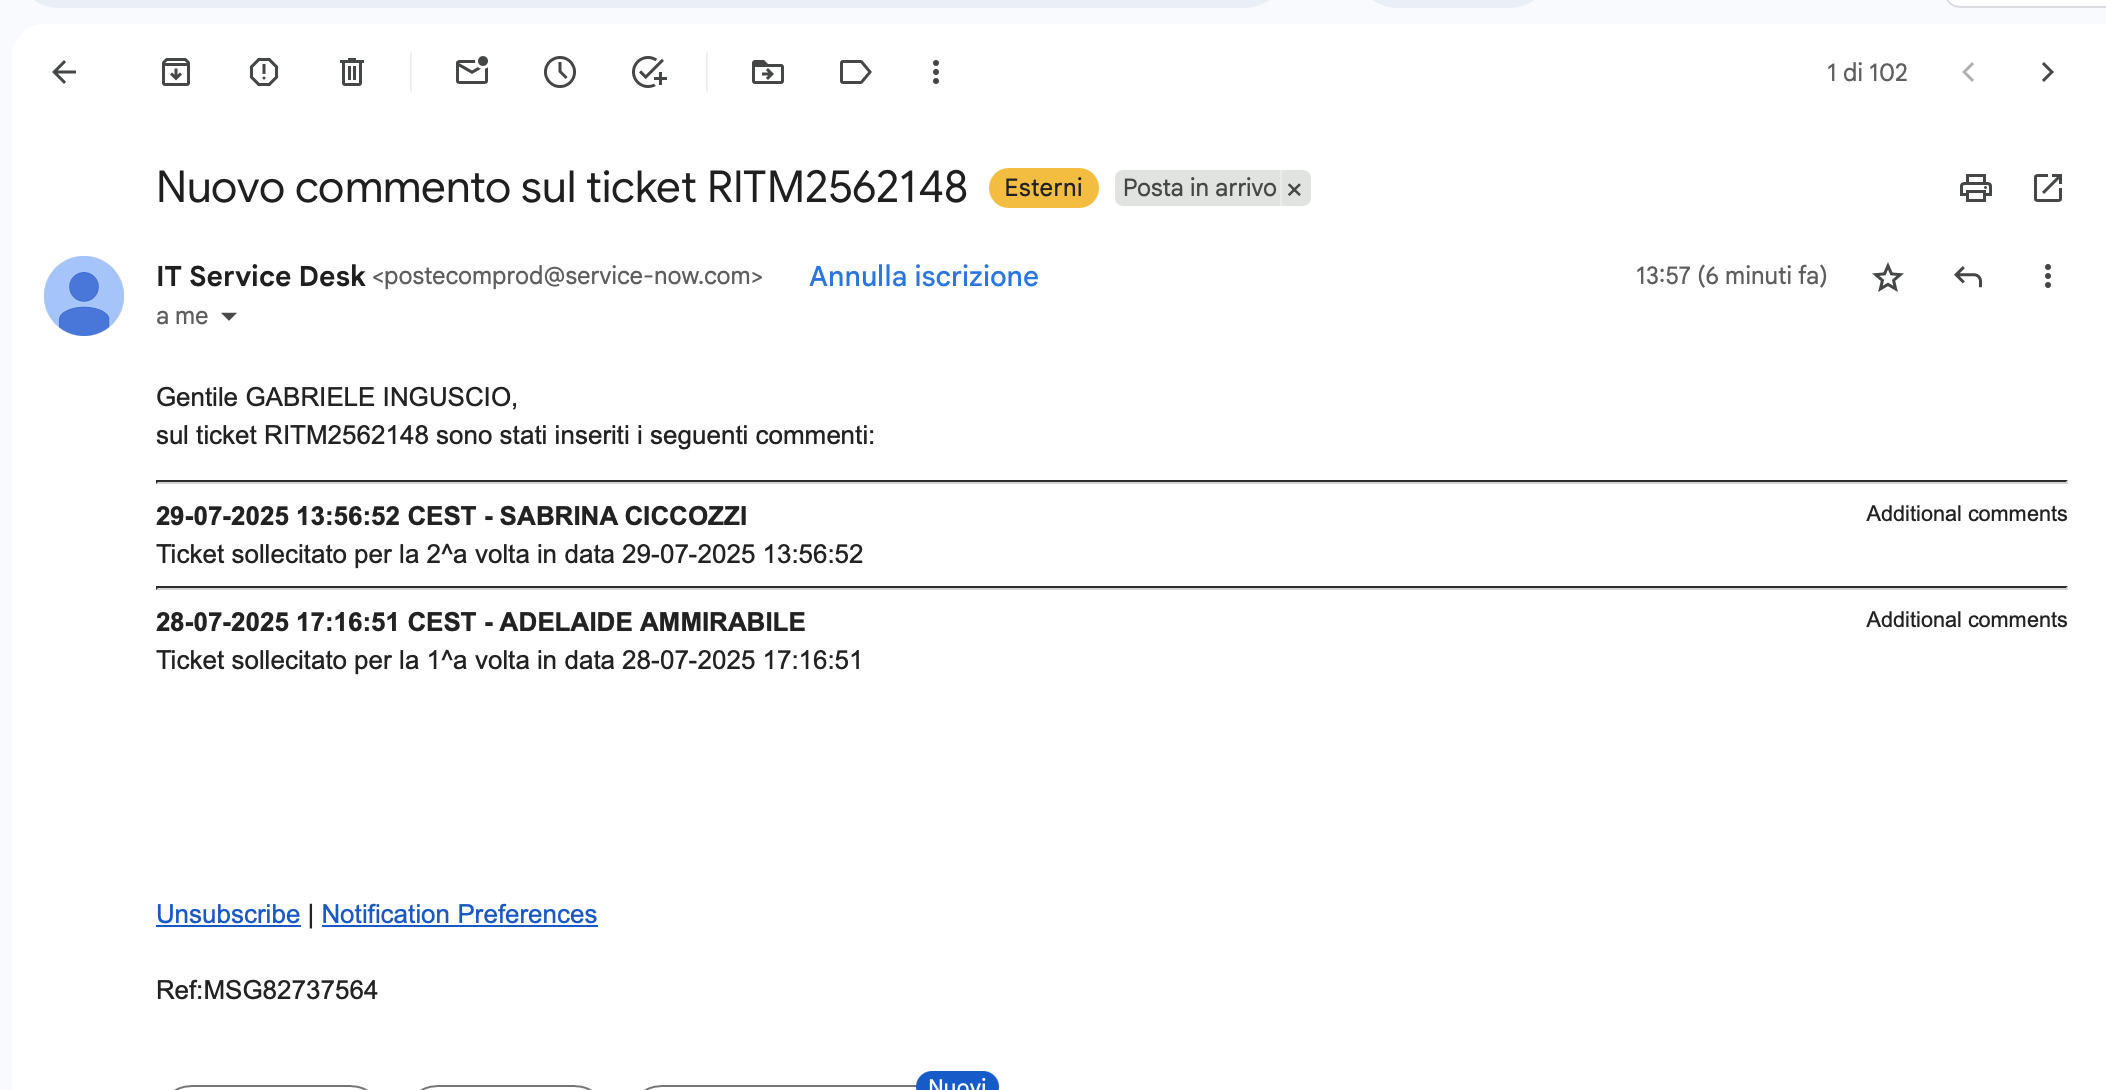 1 di 102
Nuovo commento sul ticket RITM2562148 Esterni Posta in arrivo ×
IT Service Desk <postecomprod@service-now.com> Annulla iscrizione 13:57 (6 minuti fa)
a me
Gentile GABRIELE INGUSCIO,
sul ticket RITM2562148 sono stati inseriti i seguenti commenti:
29-07-2025 13:56:52 CEST - SABRINA CICCOZZI Additional comments
Ticket sollecitato per la 2^a volta in data 29-07-2025 13:56:52
28-07-2025 17:16:51 CEST - ADELAIDE AMMIRABILE Additional comments
Ticket sollecitato per la 1^a volta in data 28-07-2025 17:16:51
Unsubscribe | Notification Preferences
Ref:MSG82737564
Nuovi